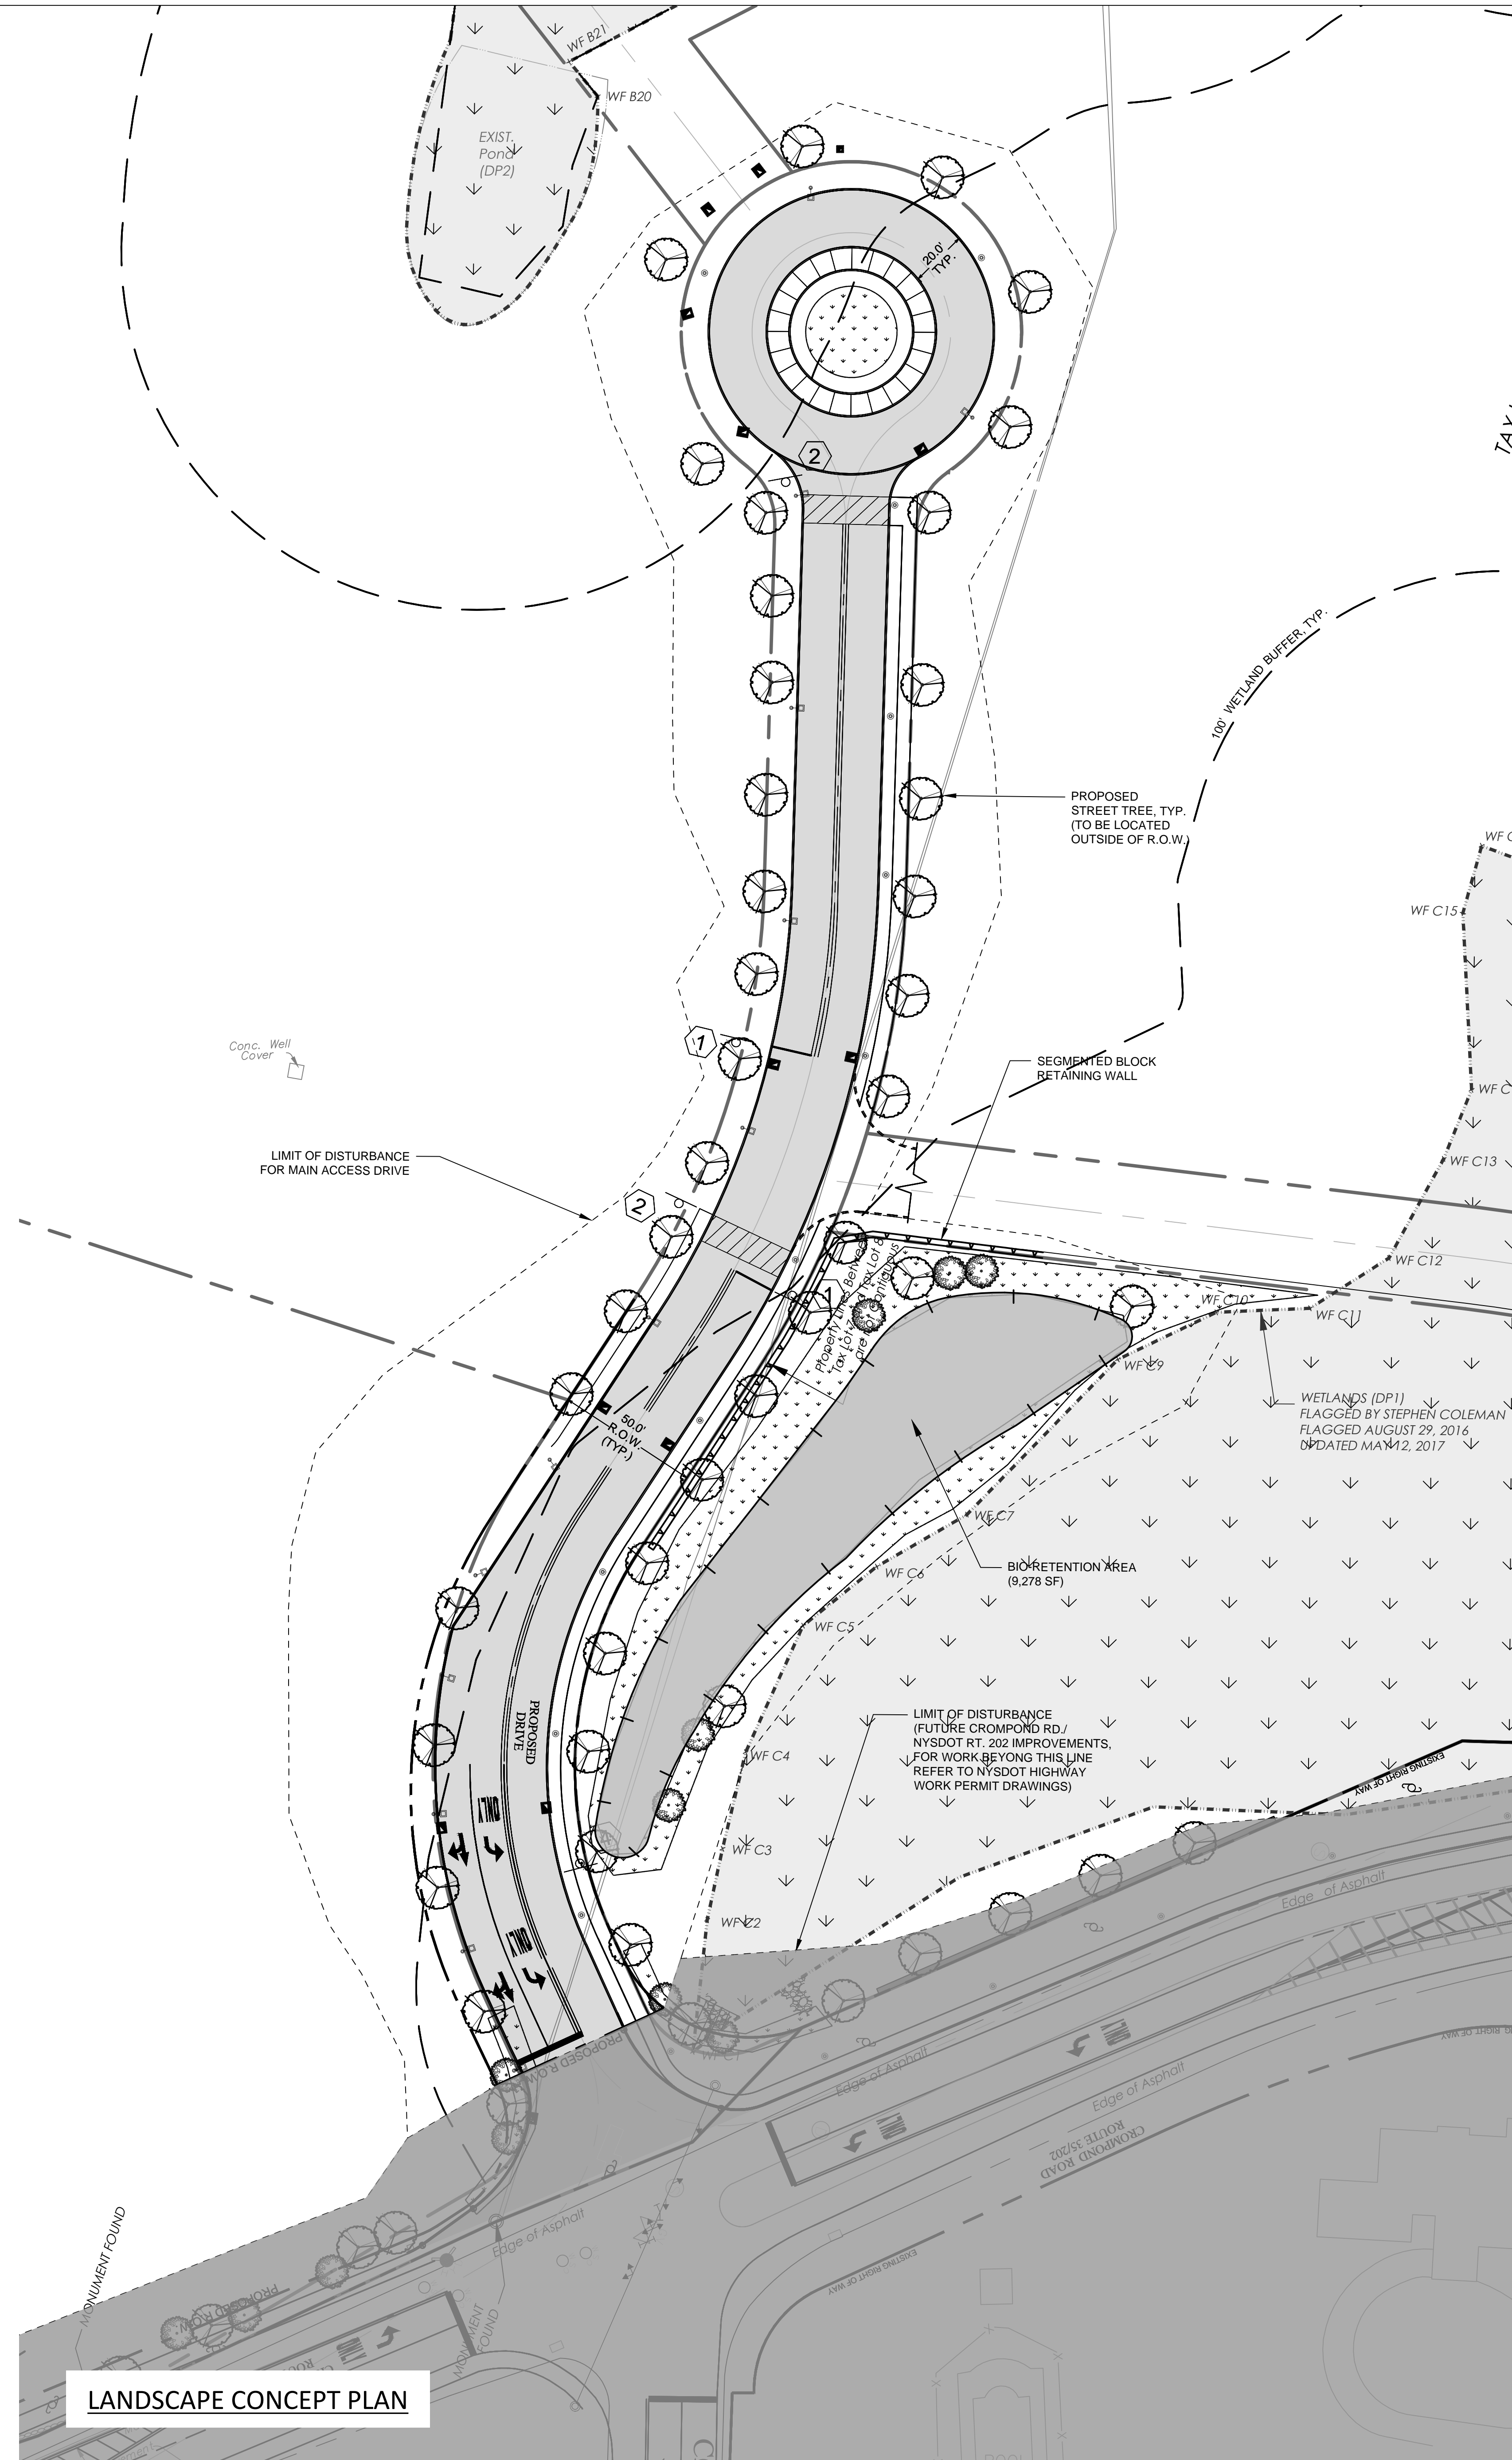 WF B21
WF B20
EXIST.
Pond
(DP2)
20.0'
TYP.
2
100' WETLAND BUFFER, TYP.
PROPOSED
STREET TREE, TYP.
(TO BE LOCATED
OUTSIDE OF R.O.W.)
WF C15
Conc. Well
Cover
1
SEGMENTED BLOCK
RETAINING WALL
LIMIT OF DISTURBANCE
FOR MAIN ACCESS DRIVE
2
WF C13
WF C12
1
WF C10
WF C11
WF C9
WETLANDS (DP1)
FLAGGED BY STEPHEN COLEMAN
FLAGGED AUGUST 29, 2016
UPDATED MAY 12, 2017
50.0'
R.O.W.
(TYP.)
WF C7
BIO-RETENTION AREA
(9,278 SF)
WF C6
WF C5
PROPOSED
DRIVE
LIMIT OF DISTURBANCE
(FUTURE CROMPOND RD./
NYSDOT RT. 202 IMPROVEMENTS,
FOR WORK BEYONG THIS LINE
REFER TO NYSDOT HIGHWAY
WORK PERMIT DRAWINGS)
WF C4
EXISTING RIGHT OF WAY
ONLY
WF C3
Edge of Asphalt
WF C2
ONLY
PROPOSED R.O.W.
ONLY
Edge of Asphalt
Edge of Asphalt
ONLY
CROMPOND ROAD
ROUTE 35/202
EXISTING RIGHT OF WAY
Edge of Asphalt
MONUMENT FOUND
PROPOSED R.O.W.
MONUMENT
FOUND
ONLY
LANDSCAPE CONCEPT PLAN